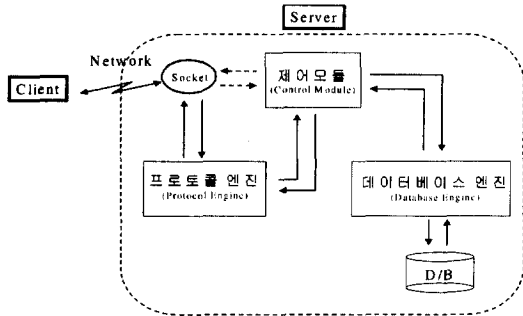 Server
Network
Client
Socket
제어모듈
(Control Module)
프로토콜 엔진
(Protocol Engine)
데이터베이스 엔진
(Database Engine)
D/B